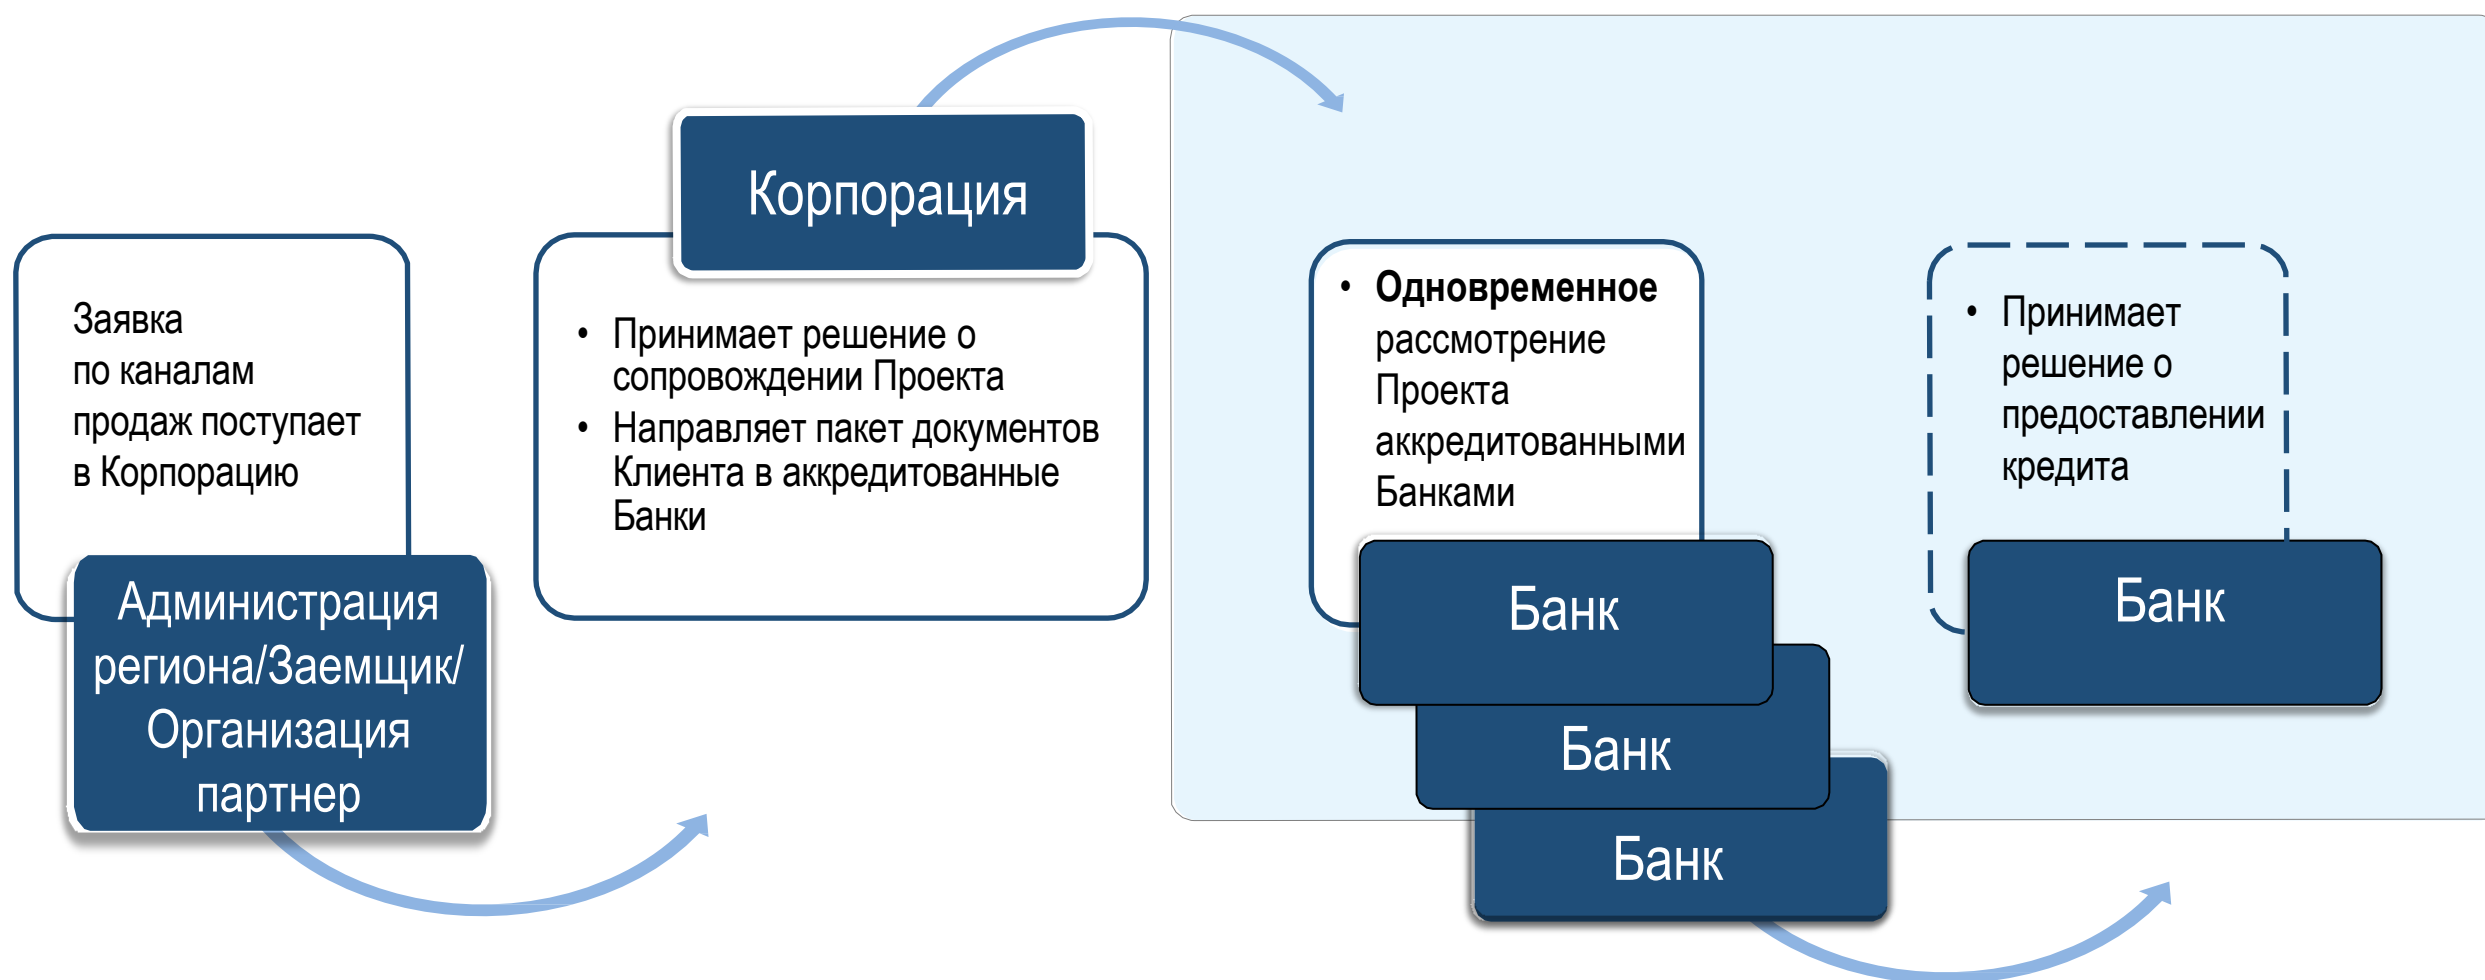 Заявка
по каналам
продаж поступает
в Корпорацию
Администрация
региона/Заемщик/
Организация
партнер
Корпорация
• Принимает решение о
сопровождении Проекта
• Направляет пакет документов
Клиента в аккредитованные
Банки
• Одновременное
рассмотрение
Проекта
аккредитованными
Банками
Банк
Банк
Банк
• Принимает
решение о
предоставлении
кредита
Банк